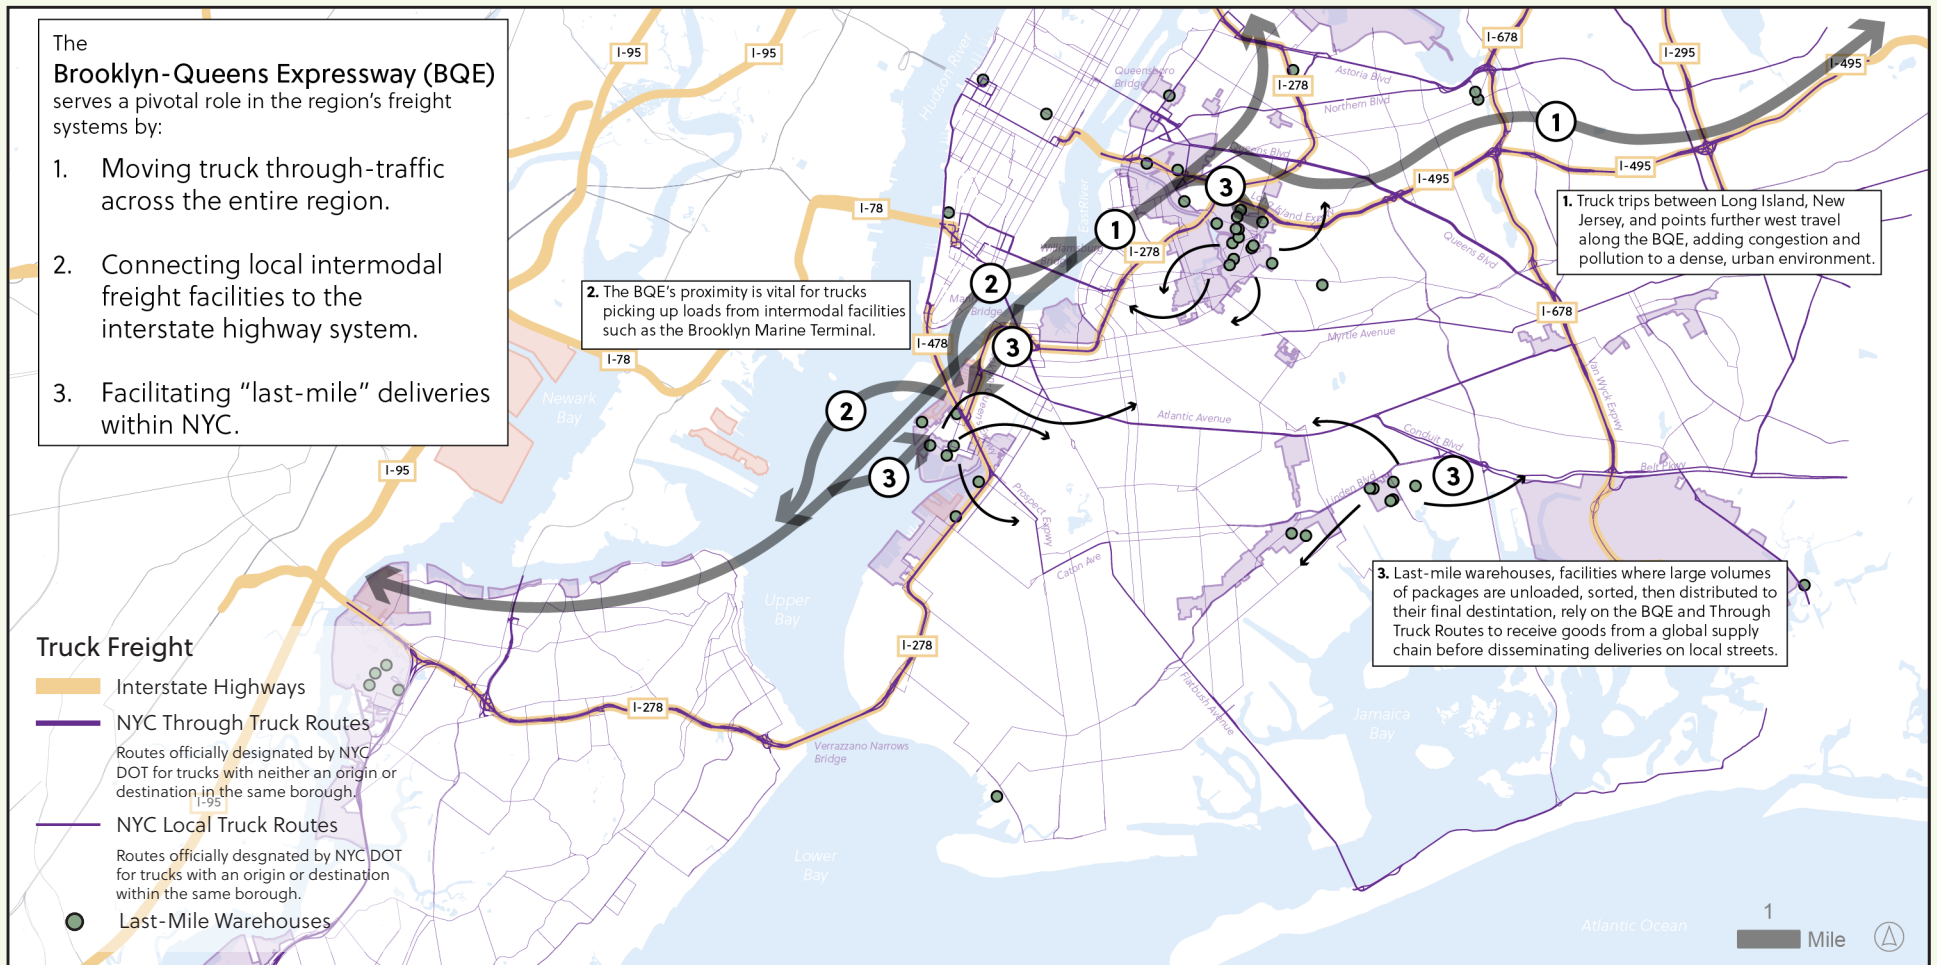 The
Brooklyn-Queens Expressway (BQE)
serves a pivotal role in the region's freight
systems by:
1. Moving truck through-traffic
across the entire region.
2. Connecting local intermodal
freight facilities to the
interstate highway system.
3. Facilitating “last-mile” deliveries
within NYC.
I-95
I-95
Hudson River
Queensboro
Bridge
I-278
Astoria Blvd
Northern Blvd
I-678
I-295
I-495
1
Queens Blvd
I-495
I-495
3
Long Island Expwy
I-78
East River
1
Williamsburg
Bridge
I-278
Queens Blvd
1. Truck trips between Long Island, New
Jersey, and points further west travel
along the BQE, adding congestion and
pollution to a dense, urban environment.
2. The BQE's proximity is vital for trucks
picking up loads from intermodal facilities
such as the Brooklyn Marine Terminal.
2
Bridge
I-478
3
Myrtle Avenue
I-678
Van Wyck Expwy
I-78
Newark
Bay
2
Atlantic Avenue
Conduit Blvd
Belt Pkwy
I-95
3
Linden Blvd
3
Prospect Expwy
Caton Ave
3. Last-mile warehouses, facilities where large volumes
of packages are unloaded, sorted, then distributed to
their final destintation, rely on the BQE and Through
Truck Routes to receive goods from a global supply
chain before disseminating deliveries on local streets.
Upper
Bay
I-278
Flatbush Avenue
Jamaica
Bay
I-278
Verrazzano Narrows
Bridge
Truck Freight
Interstate Highways
NYC Through Truck Routes
Routes officially designated by NYC
DOT for trucks with neither an origin or
destination in the same borough.
I-95
NYC Local Truck Routes
Routes officially desgnated by NYC DOT
for trucks with an origin or destination
within the same borough.
Last-Mile Warehouses
Lower
Bay
Atlantic Ocean
1
Mile